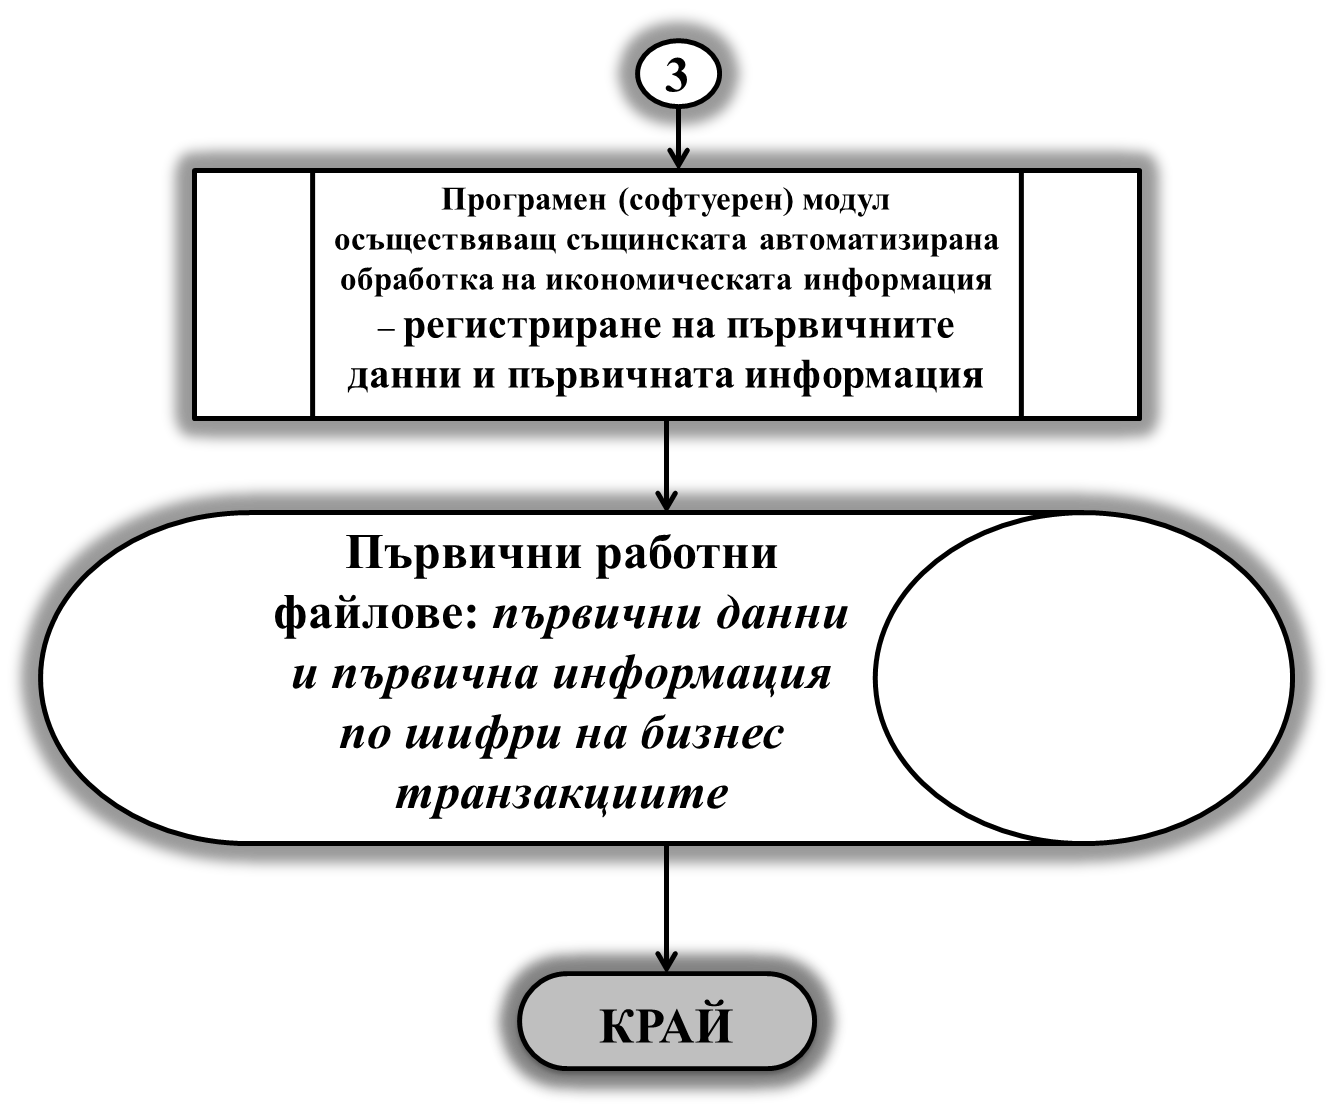 3
Програмен (софтуерен) модул
осъществяващ същинската автоматизирана
обработка на икономическата информация
– регистриране на първичните
данни и първичната информация
Първични работни
файлове: първични данни
и първична информация
по шифри на бизнес
транзакциите
КРАЙ